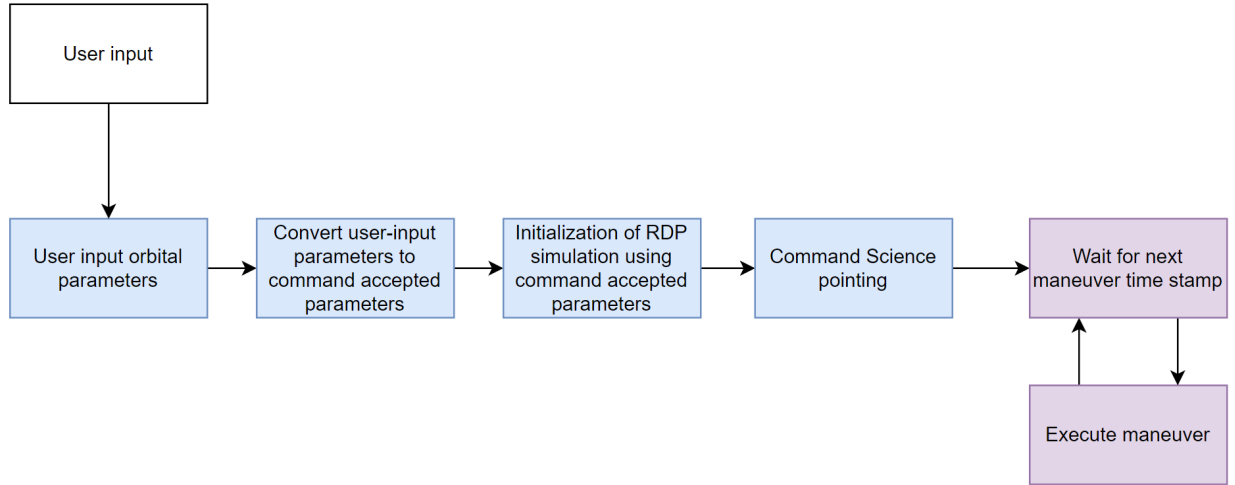 User input
User input orbital
parameters
Convert user-input
parameters to
command accepted
parameters
Initialization of RDP
simulation using
command accepted
parameters
Command Science
pointing
Wait for next
maneuver time stamp
Execute maneuver